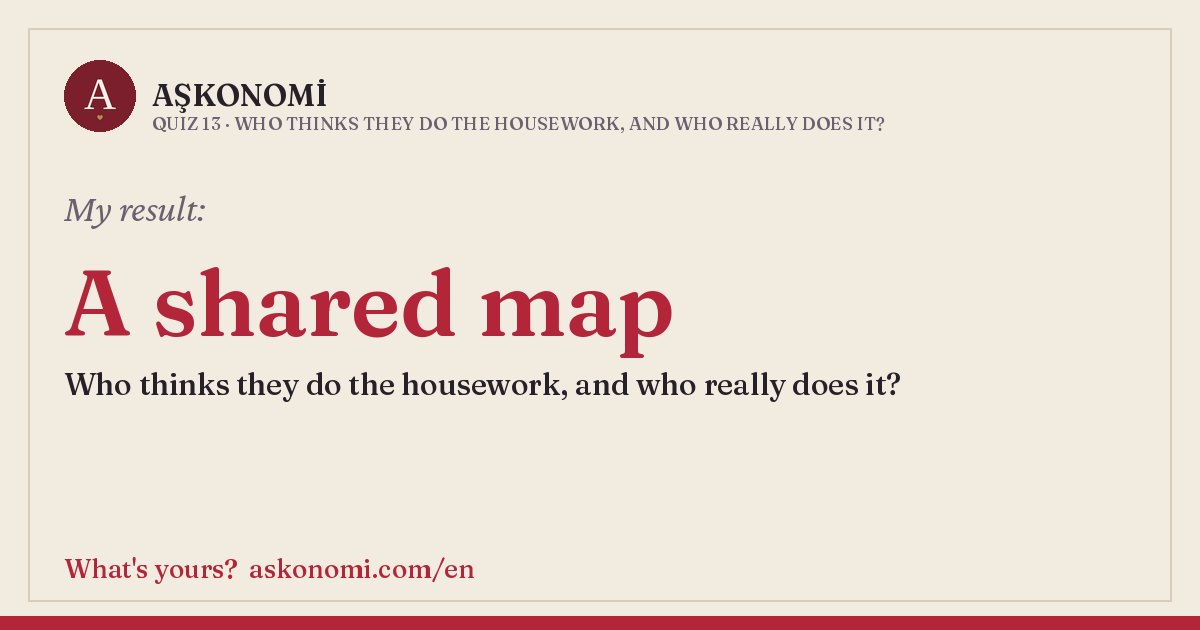 A
AŞKONOMİ
QUIZ 13 · WHO THINKS THEY DO THE HOUSEWORK, AND WHO REALLY DOES IT?
My result:
A shared map
Who thinks they do the housework, and who really does it?
What's yours? askonomi.com/en